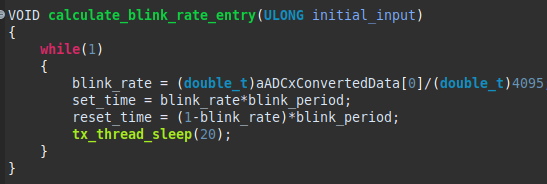 VOID calculate_blink_rate_entry(ULONG initial_input)
{
while(1)
{
blink_rate = (double_t)aADCxConvertedData[0]/(double_t)4095
set_time = blink_rate*blink_period;
reset_time = (1-blink_rate)*blink_period;
tx_thread_sleep(20);
}
}